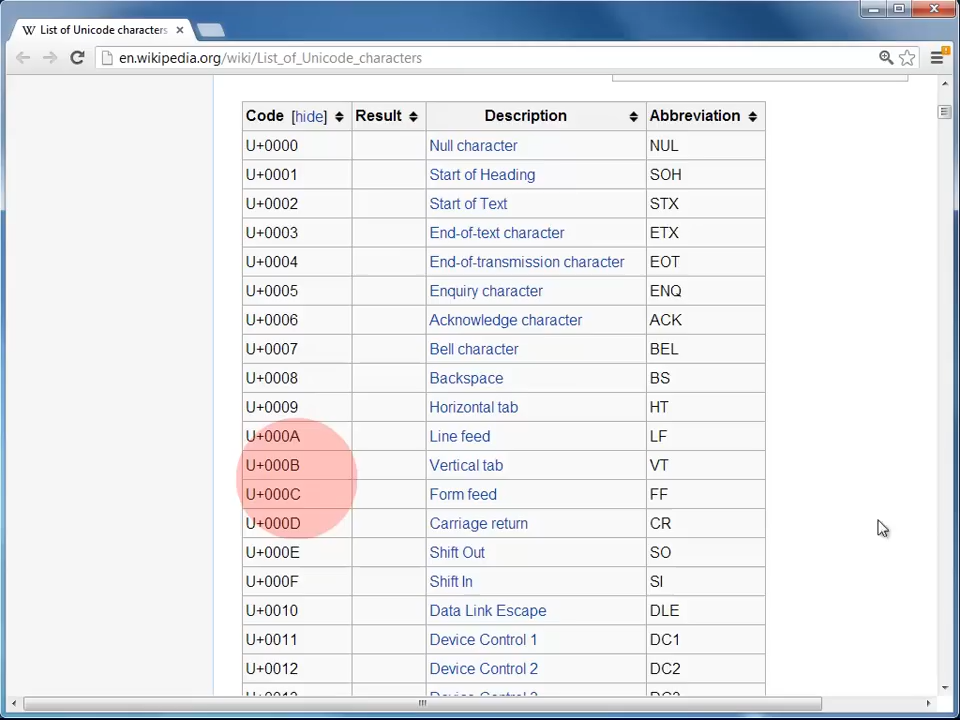 List of Unicode characters
en.wikipedia.org/wiki/List_of_Unicode_characters
Code [hide] Result Description Abbreviation
U+0000 Null character NUL
U+0001 Start of Heading SOH
U+0002 Start of Text STX
U+0003 End-of-text character ETX
U+0004 End-of-transmission character EOT
U+0005 Enquiry character ENQ
U+0006 Acknowledge character ACK
U+0007 Bell character BEL
U+0008 Backspace BS
U+0009 Horizontal tab HT
U+000A Line feed LF
U+000B Vertical tab VT
U+000C Form feed FF
U+000D Carriage return CR
U+000E Shift Out SO
U+000F Shift In SI
U+0010 Data Link Escape DLE
U+0011 Device Control 1 DC1
U+0012 Device Control 2 DC2